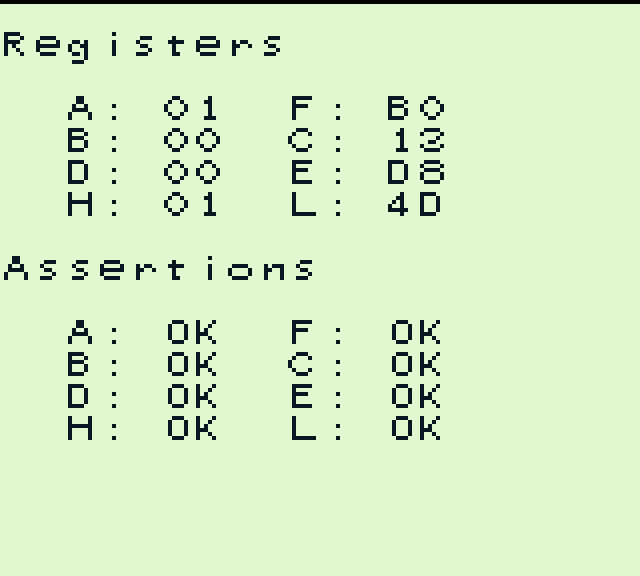 Registers
A: 01 F: B0
B: 00 C: 13
D: 00 E: D8
H: 01 L: 4D
Assertions
A: OK F: OK
B: OK C: OK
D: OK E: OK
H: OK L: OK